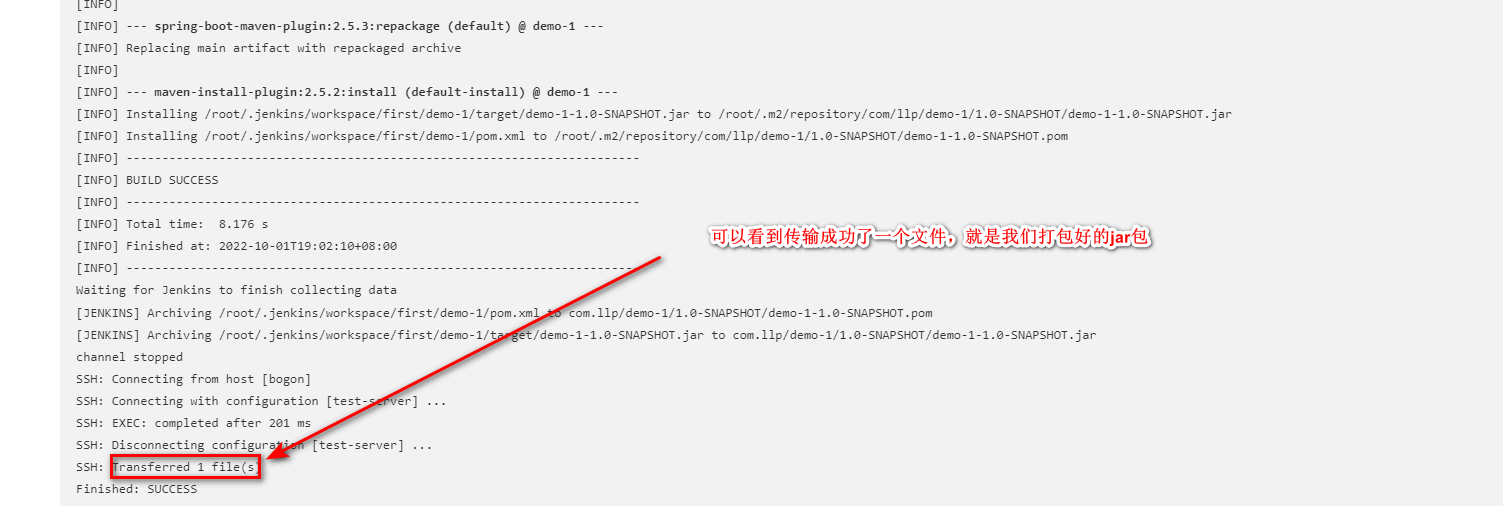 [INFO]
[INFO] --- spring-boot-maven-plugin:2.5.3:repackage (default) @ demo-1 ---
[INFO] Replacing main artifact with repackaged archive
[INFO]
[INFO] --- maven-install-plugin:2.5.2:install (default-install) @ demo-1 ---
[INFO] Installing /root/.jenkins/workspace/first/demo-1/target/demo-1-1.0-SNAPSHOT.jar to /root/.m2/repository/com/llp/demo-1/1.0-SNAPSHOT/demo-1-1.0-SNAPSHOT.jar
[INFO] Installing /root/.jenkins/workspace/first/demo-1/pom.xml to /root/.m2/repository/com/llp/demo-1/1.0-SNAPSHOT/demo-1-1.0-SNAPSHOT.pom
[INFO] ------------------------------------------------------------------------
[INFO] BUILD SUCCESS
[INFO] ------------------------------------------------------------------------
[INFO] Total time:  8.176 s
可以看到传输成功了一个文件，就是我们打包好的jar包
[INFO] Finished at: 2022-10-01T19:02:10+08:00
[INFO] ------------------------------------------------------------------------
Waiting for Jenkins to finish collecting data
[JENKINS] Archiving /root/.jenkins/workspace/first/demo-1/pom.xml to com.llp/demo-1/1.0-SNAPSHOT/demo-1-1.0-SNAPSHOT.pom
[JENKINS] Archiving /root/.jenkins/workspace/first/demo-1/target/demo-1-1.0-SNAPSHOT.jar to com.llp/demo-1/1.0-SNAPSHOT/demo-1-1.0-SNAPSHOT.jar
channel stopped
SSH: Connecting from host [bogon]
SSH: Connecting with configuration [test-server] ...
SSH: EXEC: completed after 201 ms
SSH: Disconnecting configuration [test-server] ...
SSH: Transferred 1 file(s)
Finished: SUCCESS